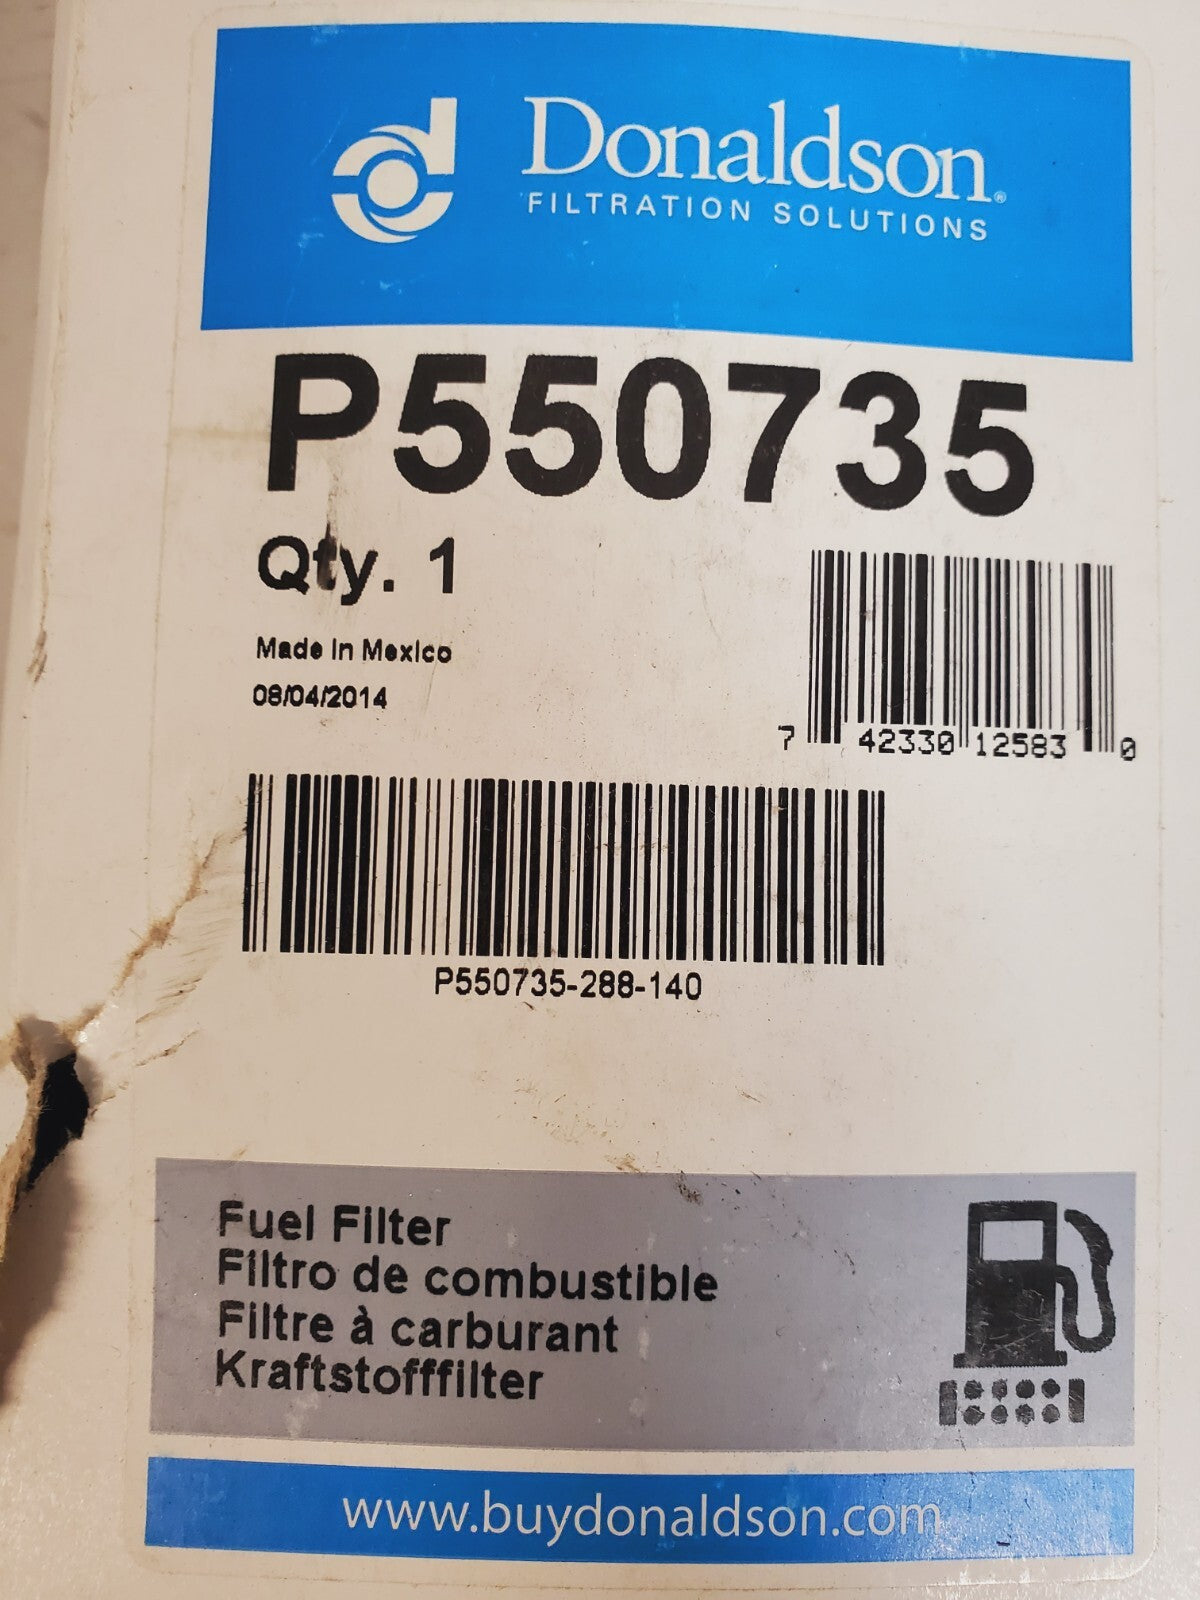 d
Donaldson®
FILTRATION SOLUTIONS
P550735
Qty. 1
Made In Mexico
08/04/2014
7 42330 12583 0
P550735-288-140
Fuel Filter
Filtro de combustible
Filtre à carburant
Kraftstofffilter
www.buydonaldson.com